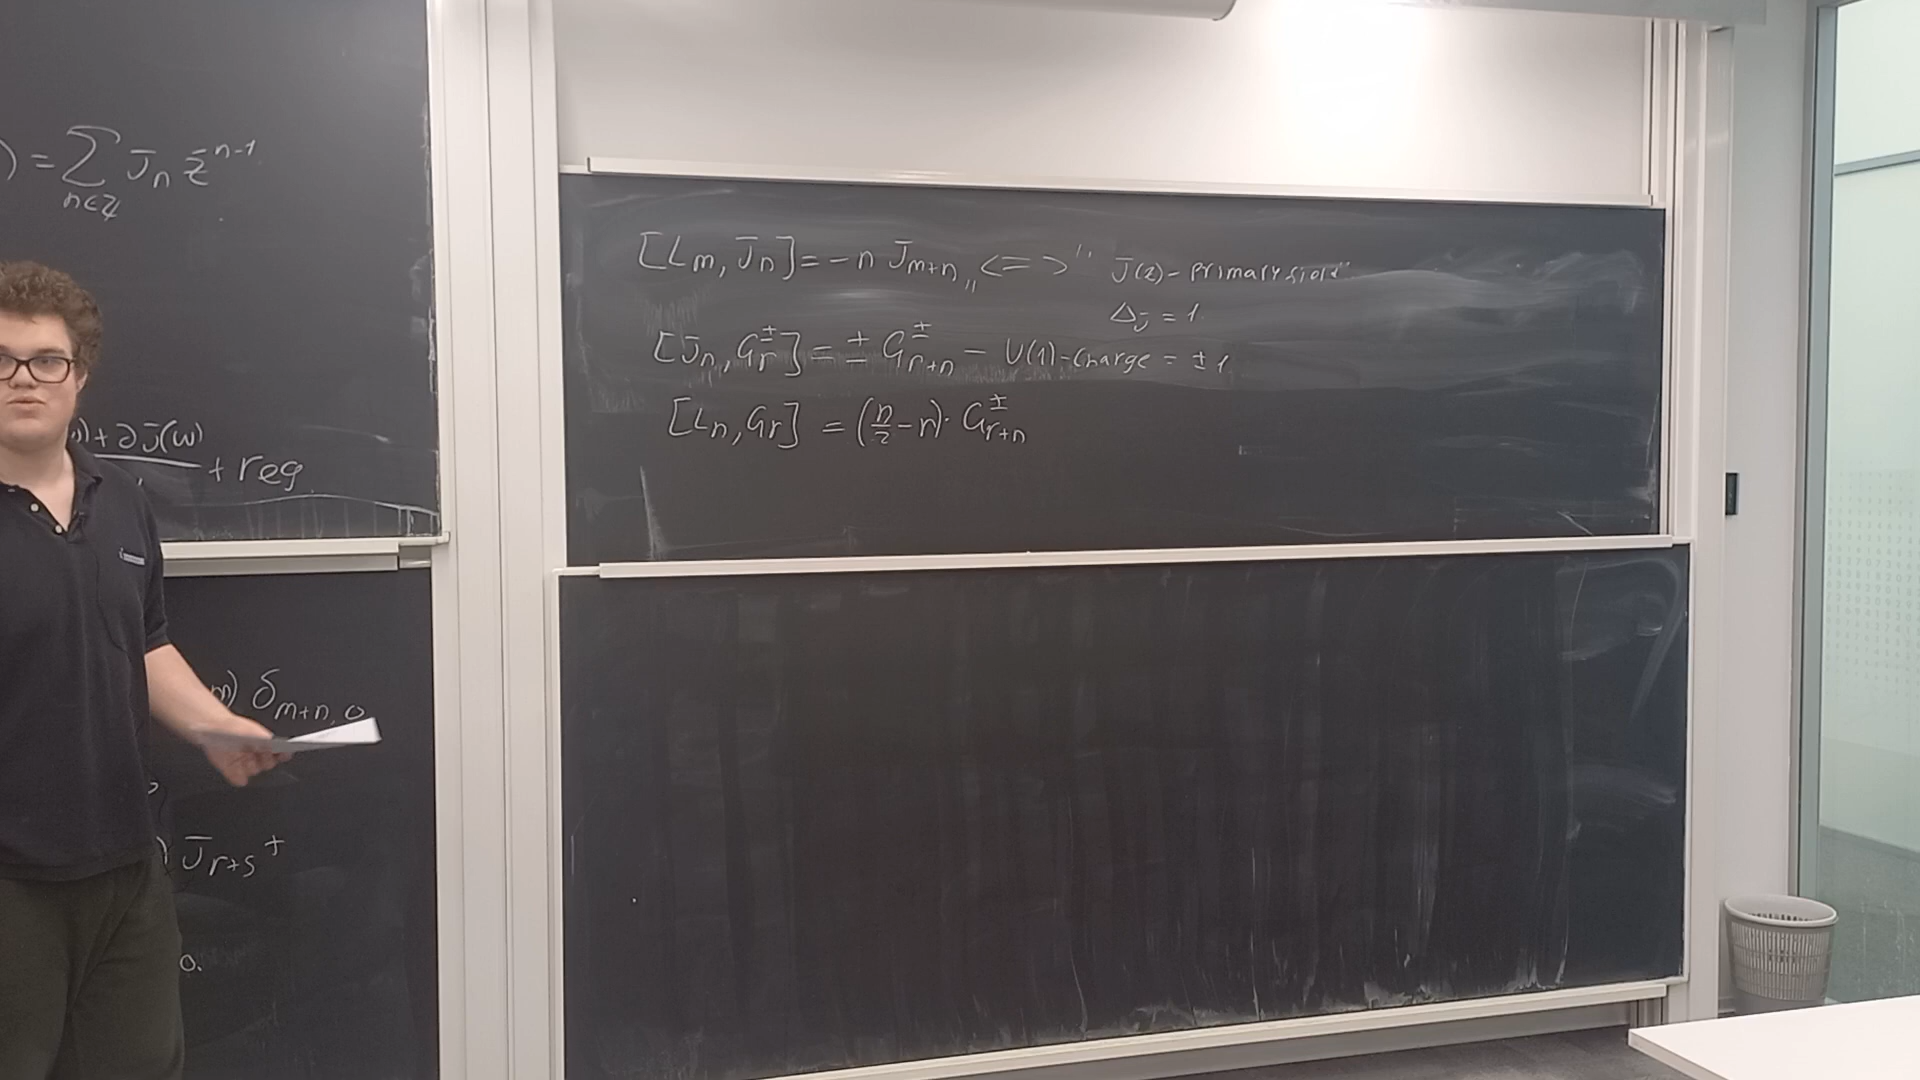 ) = ∑ J_n z^{n-1}
n∈ℤ
) + ∂J(w)
+ reg.
m) δ_{m+n, 0}
) J_{r+s} +
0.
[L_m, J_n] = -n J_{m+n} ,, <=> " J(z) - primary field"
Δ_J = 1.
[J_n, G_r^±] = ± G_{r+n}^± - U(1)-charge = ± 1.
[L_n, G_r] = (n/2 - r) · G_{r+n}^±